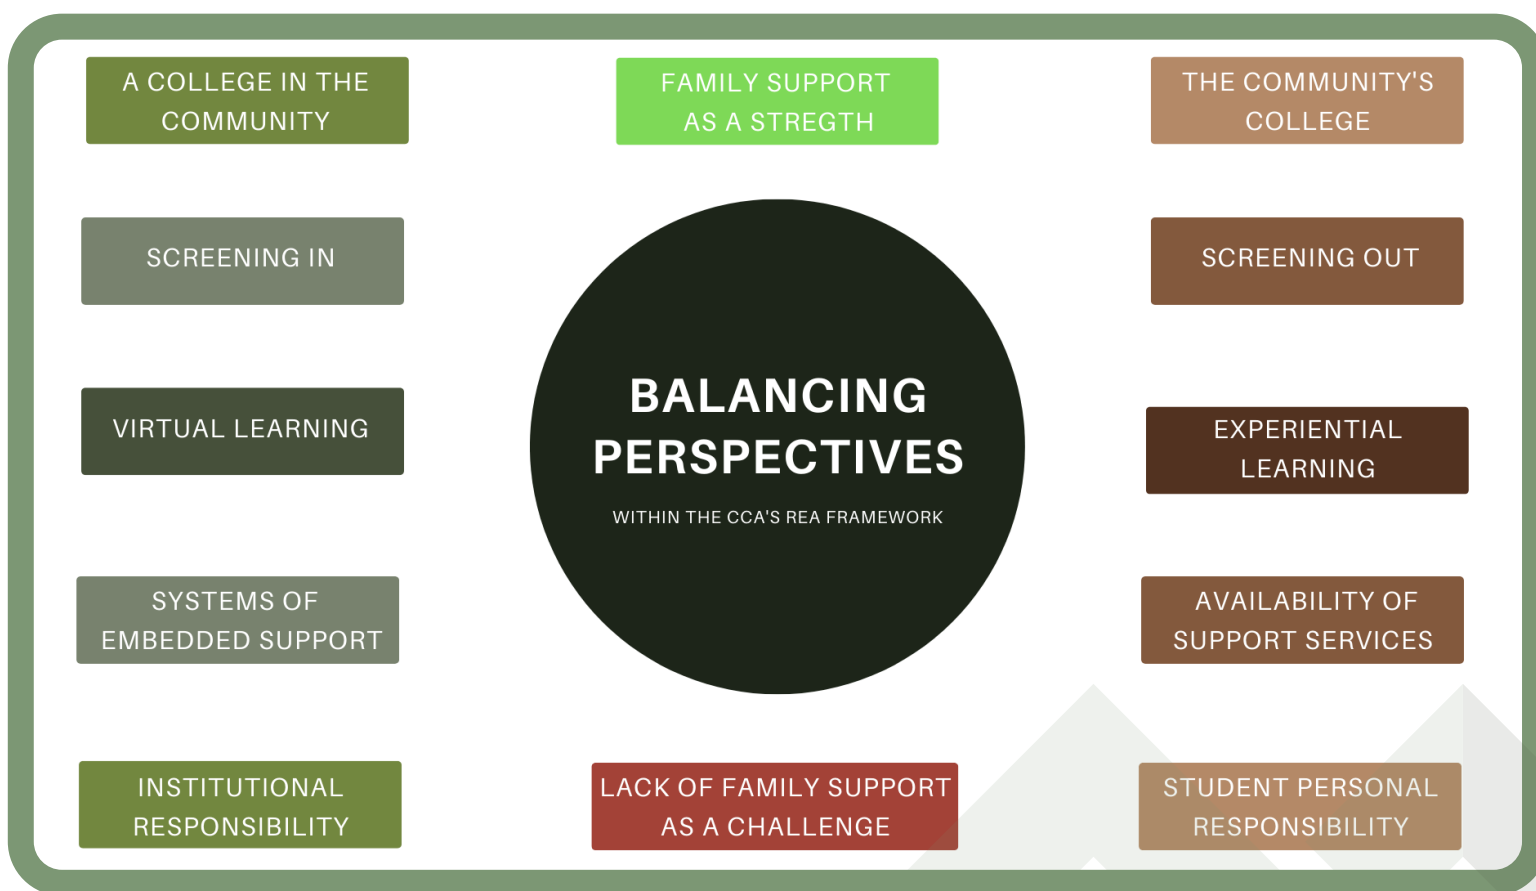 A COLLEGE IN THE
COMMUNITY
FAMILY SUPPORT
AS A STREGTH
THE COMMUNITY'S
COLLEGE
SCREENING IN
SCREENING OUT
VIRTUAL LEARNING
EXPERIENTIAL
LEARNING
BALANCING
PERSPECTIVES
WITHIN THE CCA'S REA FRAMEWORK
SYSTEMS OF
EMBEDDED SUPPORT
AVAILABILITY OF
SUPPORT SERVICES
INSTITUTIONAL
RESPONSIBILITY
LACK OF FAMILY SUPPORT
AS A CHALLENGE
STUDENT PERSONAL
RESPONSIBILITY